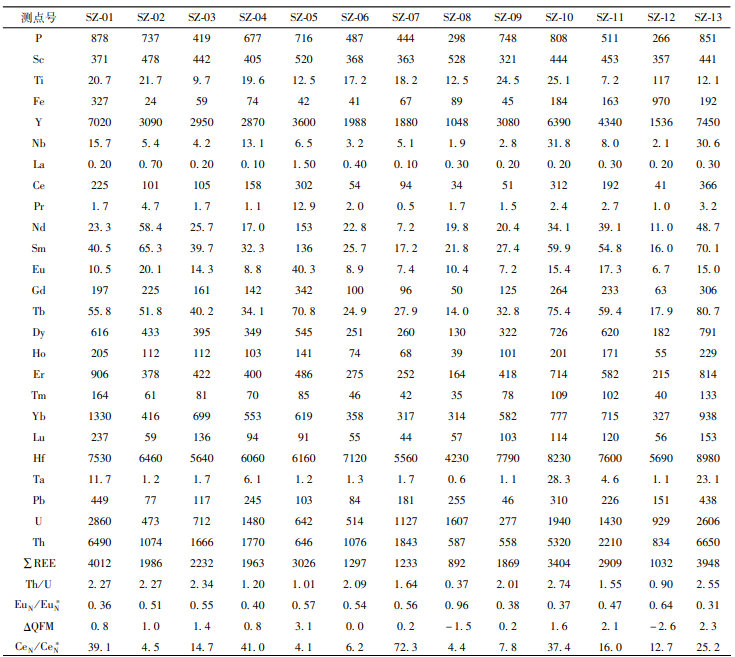 测点号 SZ-01 SZ-02 SZ-03 SZ-04 SZ-05 SZ-06 SZ-07 SZ-08 SZ-09 SZ-10 SZ-11 SZ-12 SZ-13
P 878 737 419 677 716 487 444 298 748 808 511 266 851
Sc 371 478 442 405 520 368 363 528 321 444 453 357 441
Ti 20.7 21.7 9.7 19.6 12.5 17.2 18.2 12.5 24.5 25.1 7.2 117 12.1
Fe 327 24 59 74 42 41 67 89 45 184 163 970 192
Y 7020 3090 2950 2870 3600 1988 1880 1048 3080 6390 4340 1536 7450
Nb 15.7 5.4 4.2 13.1 6.5 3.2 5.1 1.9 2.8 31.8 8.0 2.1 30.6
La 0.20 0.70 0.20 0.10 1.50 0.40 0.10 0.30 0.20 0.20 0.30 0.20 0.30
Ce 225 101 105 158 302 54 94 34 51 312 192 41 366
Pr 1.7 4.7 1.7 1.1 12.9 2.0 0.5 1.7 1.5 2.4 2.7 1.0 3.2
Nd 23.3 58.4 25.7 17.0 153 22.8 7.2 19.8 20.4 34.1 39.1 11.0 48.7
Sm 40.5 65.3 39.7 32.3 136 25.7 17.2 21.8 27.4 59.9 54.8 16.0 70.1
Eu 10.5 20.1 14.3 8.8 40.3 8.9 7.4 10.4 7.2 15.4 17.3 6.7 15.0
Gd 197 225 161 142 342 100 96 50 125 264 233 63 306
Tb 55.8 51.8 40.2 34.1 70.8 24.9 27.9 14.0 32.8 75.4 59.4 17.9 80.7
Dy 616 433 395 349 545 251 260 130 322 726 620 182 791
Ho 205 112 112 103 141 74 68 39 101 201 171 55 229
Er 906 378 422 400 486 275 252 164 418 714 582 215 814
Tm 164 61 81 70 85 46 42 35 78 109 102 40 133
Yb 1330 416 699 553 619 358 317 314 582 777 715 327 938
Lu 237 59 136 94 91 55 44 57 103 114 120 56 153
Hf 7530 6460 5640 6060 6160 7120 5560 4230 7790 8230 7600 5690 8980
Ta 11.7 1.2 1.7 6.1 1.2 1.3 1.7 0.6 1.1 28.3 4.6 1.1 23.1
Pb 449 77 117 245 103 84 181 255 46 310 226 151 438
U 2860 473 712 1480 642 514 1127 1607 277 1940 1430 929 2606
Th 6490 1074 1666 1770 646 1076 1843 587 558 5320 2210 834 6650
∑REE 4012 1986 2232 1963 3026 1297 1233 892 1869 3404 2909 1032 3948
Th/U 2.27 2.27 2.34 1.20 1.01 2.09 1.64 0.37 2.01 2.74 1.55 0.90 2.55
EuN/EuN* 0.36 0.51 0.55 0.40 0.57 0.54 0.56 0.96 0.38 0.37 0.47 0.64 0.31
ΔQFM 0.8 1.0 1.4 0.8 3.1 0.0 0.2 −1.5 0.2 1.6 2.1 −2.6 2.3
CeN/CeN* 39.1 4.5 14.7 41.0 4.1 6.2 72.3 4.4 7.8 37.4 16.0 12.7 25.2